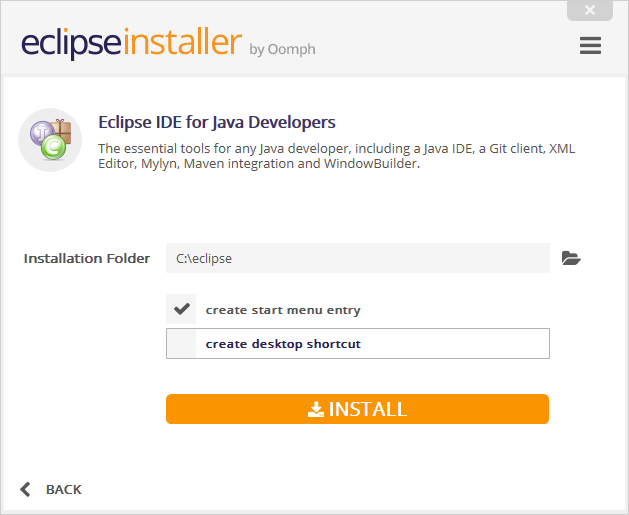 eclipseinstaller by Oomph
Eclipse IDE for Java Developers
The essential tools for any Java developer, including a Java IDE, a Git client, XML
Editor, Mylyn, Maven integration and WindowBuilder.
Installation Folder C:\eclipse
create start menu entry
create desktop shortcut
INSTALL
BACK